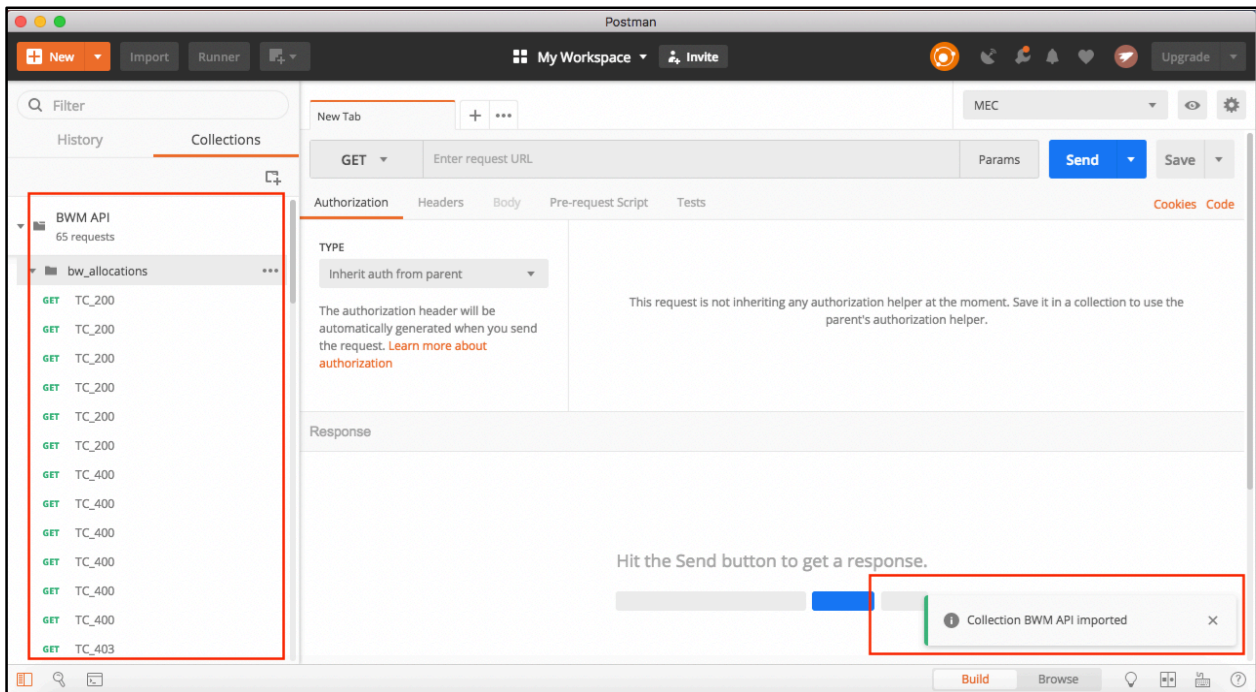 Postman
New
Import
Runner
My Workspace
Invite
Upgrade
Filter
History
Collections
BWM API
65 requests
bw_allocations
GET TC_200
GET TC_200
GET TC_200
GET TC_200
GET TC_200
GET TC_200
GET TC_400
GET TC_400
GET TC_400
GET TC_400
GET TC_400
GET TC_400
GET TC_403
New Tab
MEC
GET
Enter request URL
Params
Send
Save
Authorization
Headers
Body
Pre-request Script
Tests
Cookies
Code
TYPE
Inherit auth from parent
The authorization header will be
automatically generated when you send
the request. Learn more about
authorization
This request is not inheriting any authorization helper at the moment. Save it in a collection to use the
parent's authorization helper.
Response
Hit the Send button to get a response.
Collection BWM API imported
Build
Browse